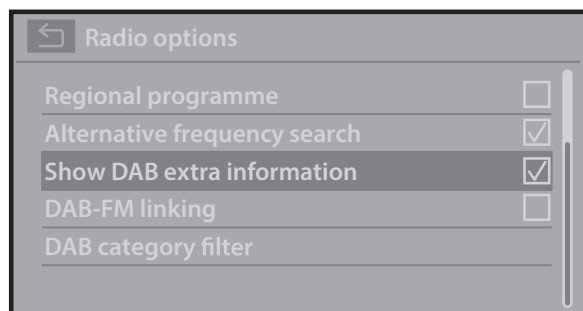 Radio options
Regional programme
Alternative frequency search
Show DAB extra information
DAB-FM linking
DAB category filter